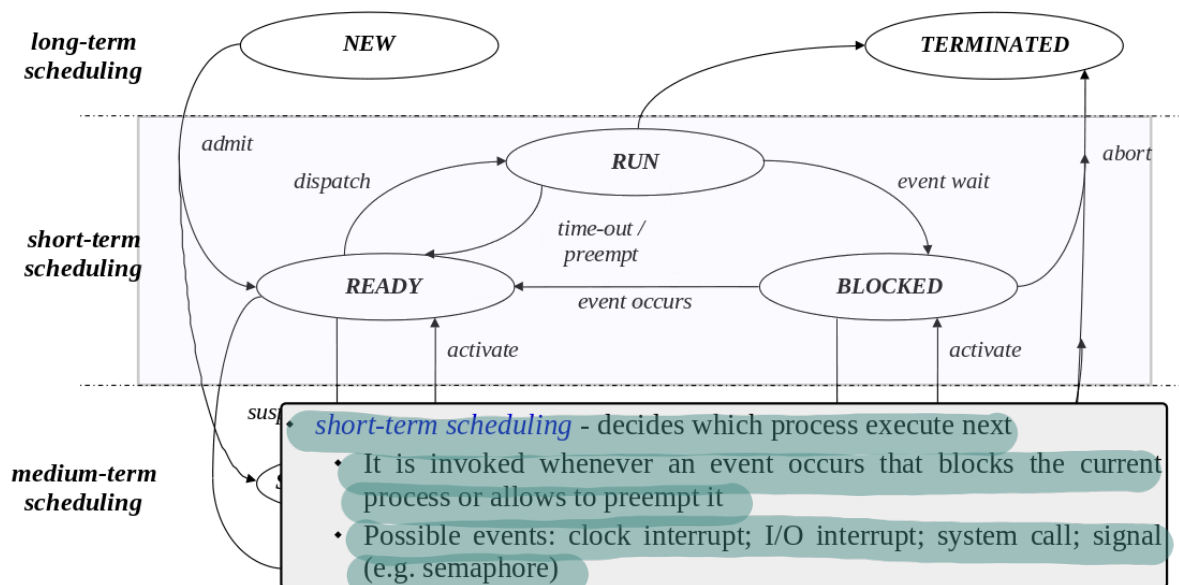 long-term
scheduling
NEW
TERMINATED
admit
dispatch
RUN
event wait
abort
short-term
scheduling
time-out /
preempt
READY
BLOCKED
event occurs
activate
activate
medium-term
scheduling
short-term scheduling - decides which process execute next
It is invoked whenever an event occurs that blocks the current
process or allows to preempt it
Possible events: clock interrupt; I/O interrupt; system call; signal
(e.g. semaphore)